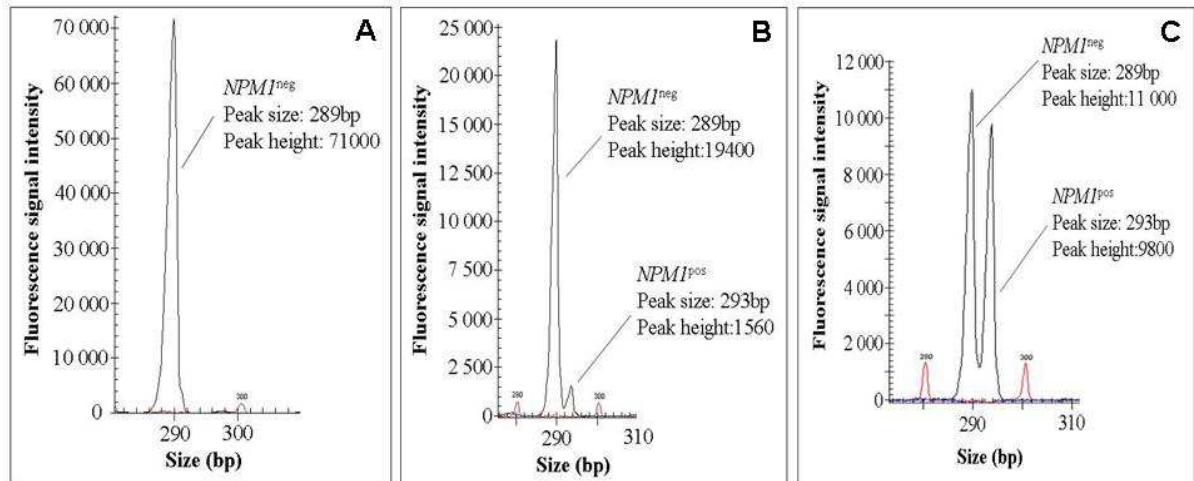 A
70 000
60 000
50 000
40 000
30 000
20 000
10 000
0
Fluorescence signal intensity
NPM1neg
Peak size: 289bp
Peak height: 71000
300
290 300
Size (bp)
B
25 000
22 500
20 000
17 500
15 000
12,500
10 000
7 500
5 000
2 500
0
Fluorescence signal intensity
NPM1neg
Peak size: 289bp
Peak height:19400
NPM1pos
Peak size: 293bp
Peak height:1560
280 300
290 310
Size (bp)
C
12 000
10 000
8 000
6 000
4 000
2 000
0
Fluorescence signal intensity
NPM1neg
Peak size: 289bp
Peak height:11 000
NPM1pos
Peak size: 293bp
Peak height:9800
280 300
290 310
Size (bp)